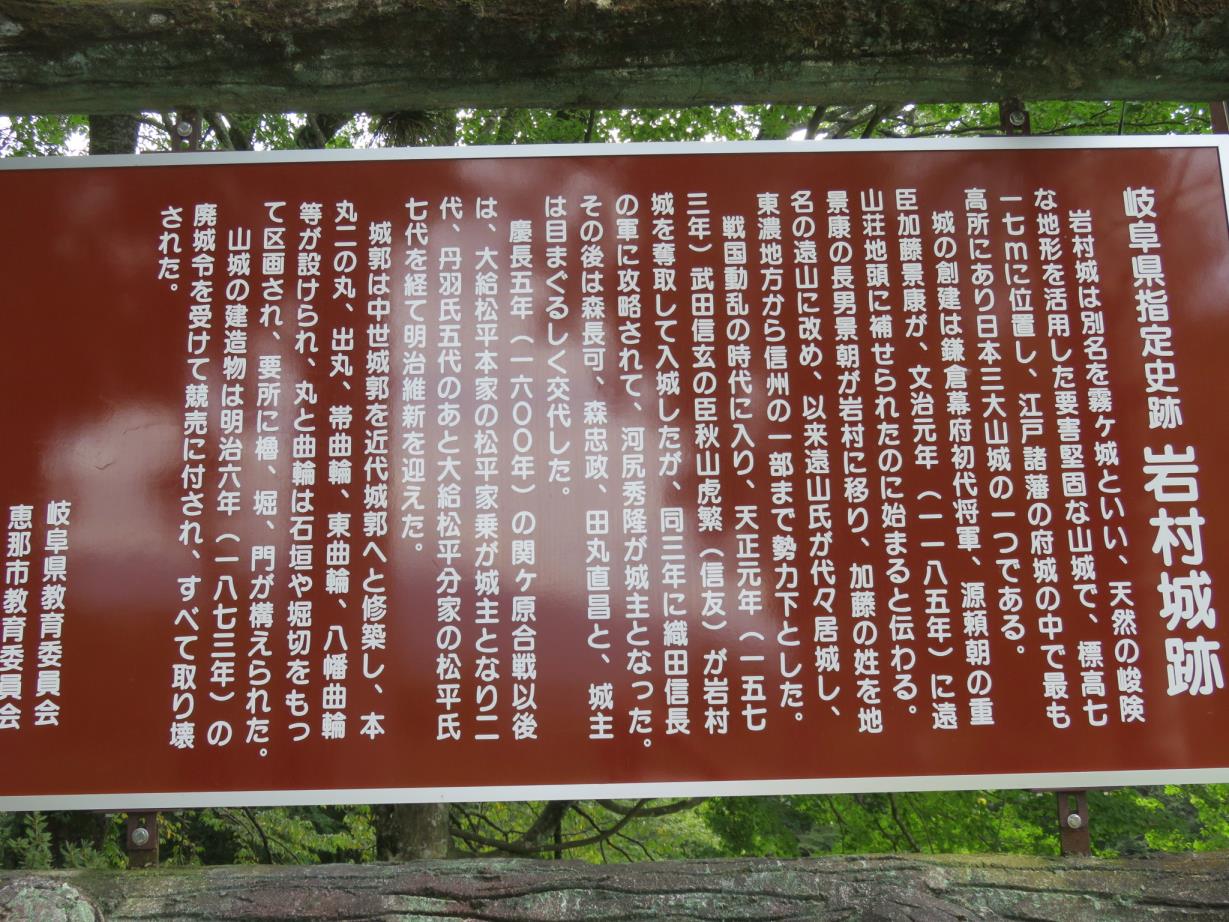 岐阜県指定史跡 岩村城跡
岩村城は別名を霧ヶ城といい、天然の峻険
な地形を活用した要害堅固な山城で、標高七
一七mに位置し、江戸諸藩の府城の中で最も
高所にあり日本三大山城の一つである。
城の創建は鎌倉幕府初代将軍、源頼朝の重
臣加藤景康が、文治元年（一一八五年）に遠
山荘地頭に補せられたのに始まると伝わる。
景康の長男景朝が岩村に移り、加藤の姓を地
名の遠山に改め、以来遠山氏が代々居城し、
東濃地方から信州の一部まで勢力下とした。
戦国動乱の時代に入り、天正元年（一五七
三年）武田信玄の臣秋山虎繁（信友）が岩村
城を奪取して入城したが、同三年に織田信長
の軍に攻略されて、河尻秀隆が城主となった。
その後は森長可、森忠政、田丸直昌と、城主
は目まぐるしく交代した。
慶長五年（一六〇〇年）の関ヶ原合戦以後
は、大給松平本家の松平家乗が城主となり二
代、丹羽氏五代のあと大給松平分家の松平氏
七代を経て明治維新を迎えた。
城郭は中世城郭を近代城郭へと修築し、本
丸二の丸、出丸、帯曲輪、東曲輪、八幡曲輪
等が設けられ、丸と曲輪は石垣や堀切をもっ
て区画され、要所に櫓、堀、門が構えられた。
山城の建造物は明治六年（一八七三年）の
廃城令を受けて競売に付され、すべて取り壊
された。
岐阜県教育委員会
恵那市教育委員会